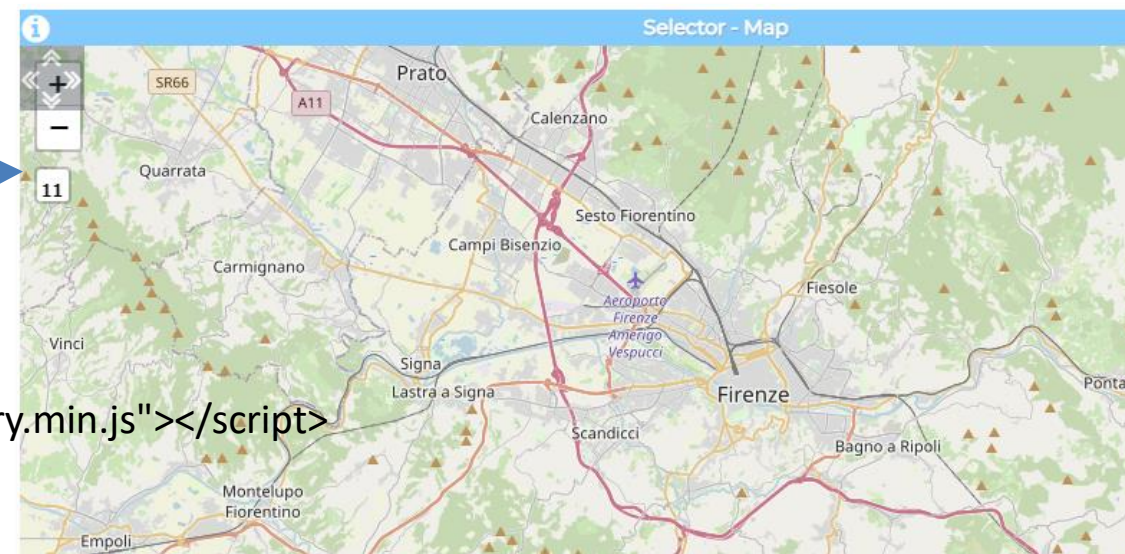 Selector - Map
+
SR66
Prato
A11
Calenzano
−
Quarrata
11
Sesto Fiorentino
Campi Bisenzio
Carmignano
Fiesole
Aeroporto
Firenze
Amerigo
Vespucci
Vinci
Signa
Lastra a Signa
Ponta
Firenze
ry.min.js"></script>
Scandicci
Bagno a Ripoli
Montelupo
Fiorentino
Empoli